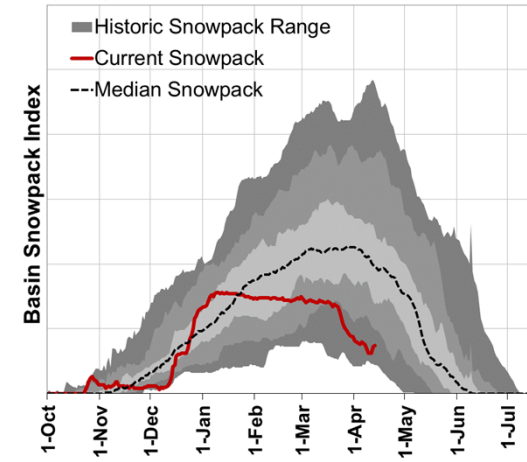 Historic Snowpack Range
Current Snowpack
Median Snowpack
Basin Snowpack Index
1-Oct
1-Nov
1-Dec
1-Jan
1-Feb
1-Mar
1-Apr
1-May
1-Jun
1-Jul